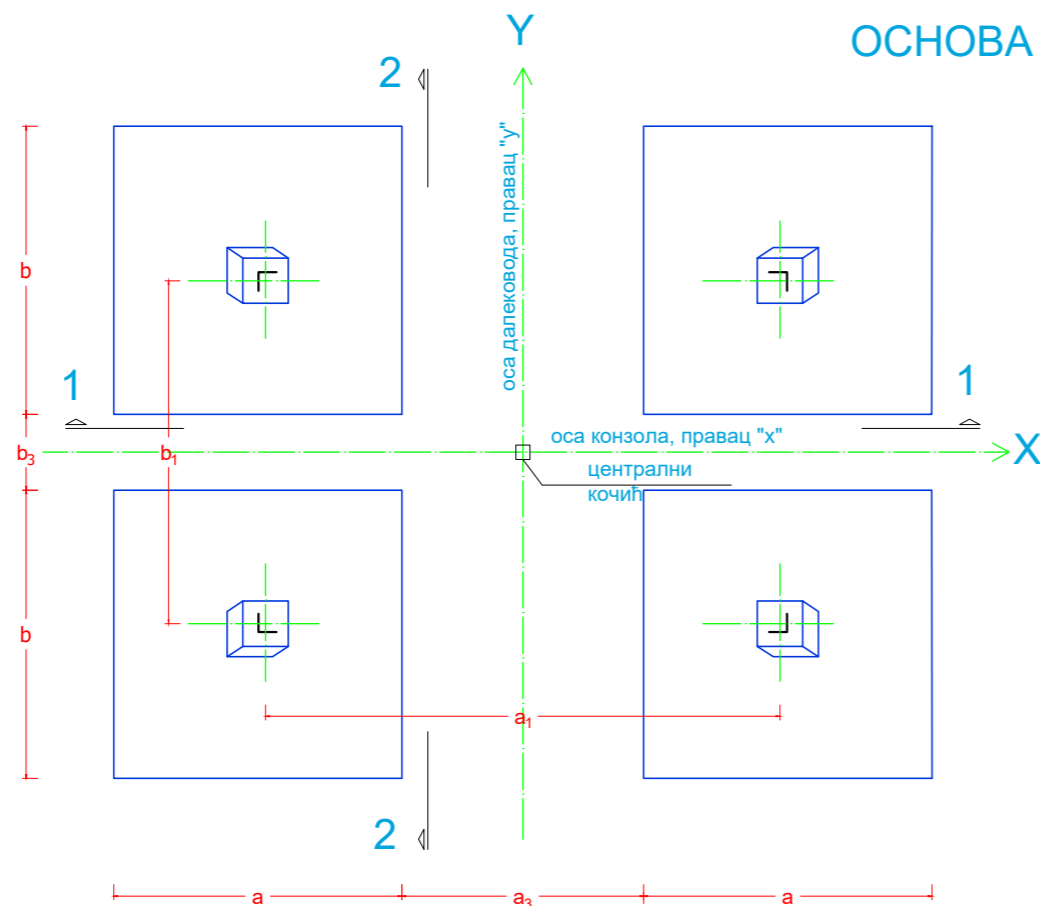 ОСНОВА
Y
2
оса далековода, правац "y"
b
1
1
b₃
b₁
оса конзола, правац "x"
X
централни
кочић
b
a₁
2
a
a₃
a